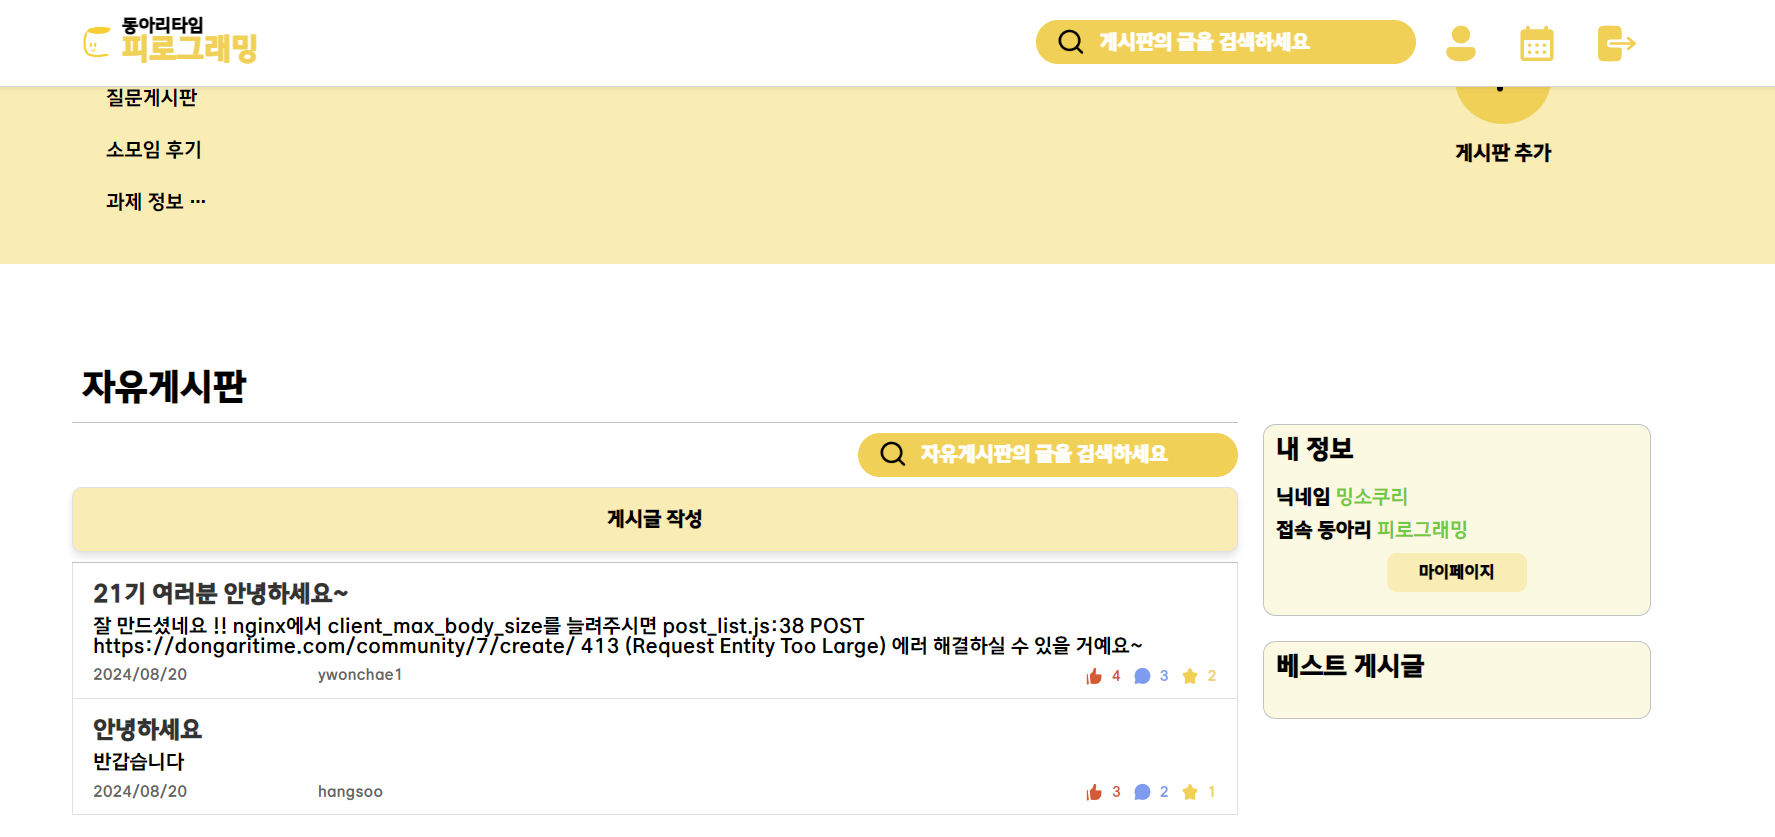 동아리타임
피로그래밍
게시판의 글을 검색하세요
질문게시판
소모임 후기
과제 정보 ···
게시판 추가
자유게시판
자유게시판의 글을 검색하세요
게시글 작성
21기 여러분 안녕하세요~
잘 만드셨네요 !! nginx에서 client_max_body_size를 늘려주시면 post_list.js:38 POST
https://dongaritime.com/community/7/create/ 413 (Request Entity Too Large) 에러 해결하실 수 있을 거예요~
2024/08/20 ywonchae1 4 3 2
안녕하세요
반갑습니다
2024/08/20 hangsoo 3 2 1
내 정보
닉네임 밍소쿠리
접속 동아리 피로그래밍
마이페이지
베스트 게시글